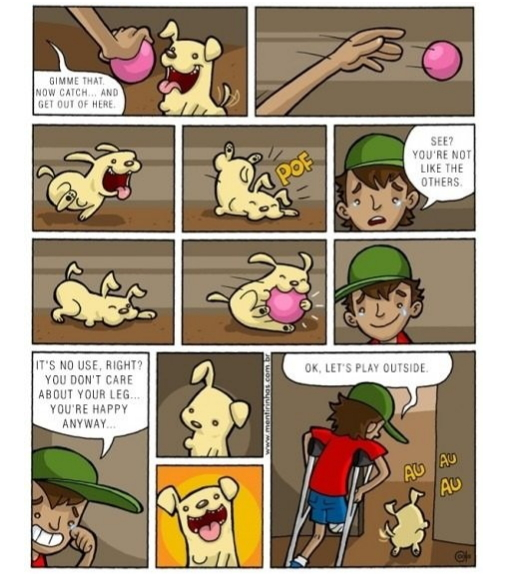 GIMME THAT.
NOW CATCH... AND
GET OUT OF HERE.
POF
SEE?
YOU'RE NOT
LIKE THE
OTHERS.
IT'S NO USE, RIGHT?
YOU DON'T CARE
ABOUT YOUR LEG...
YOU'RE HAPPY
ANYWAY...
www.mentirinhas.com.br
OK, LET'S PLAY OUTSIDE.
AU
AU
AU